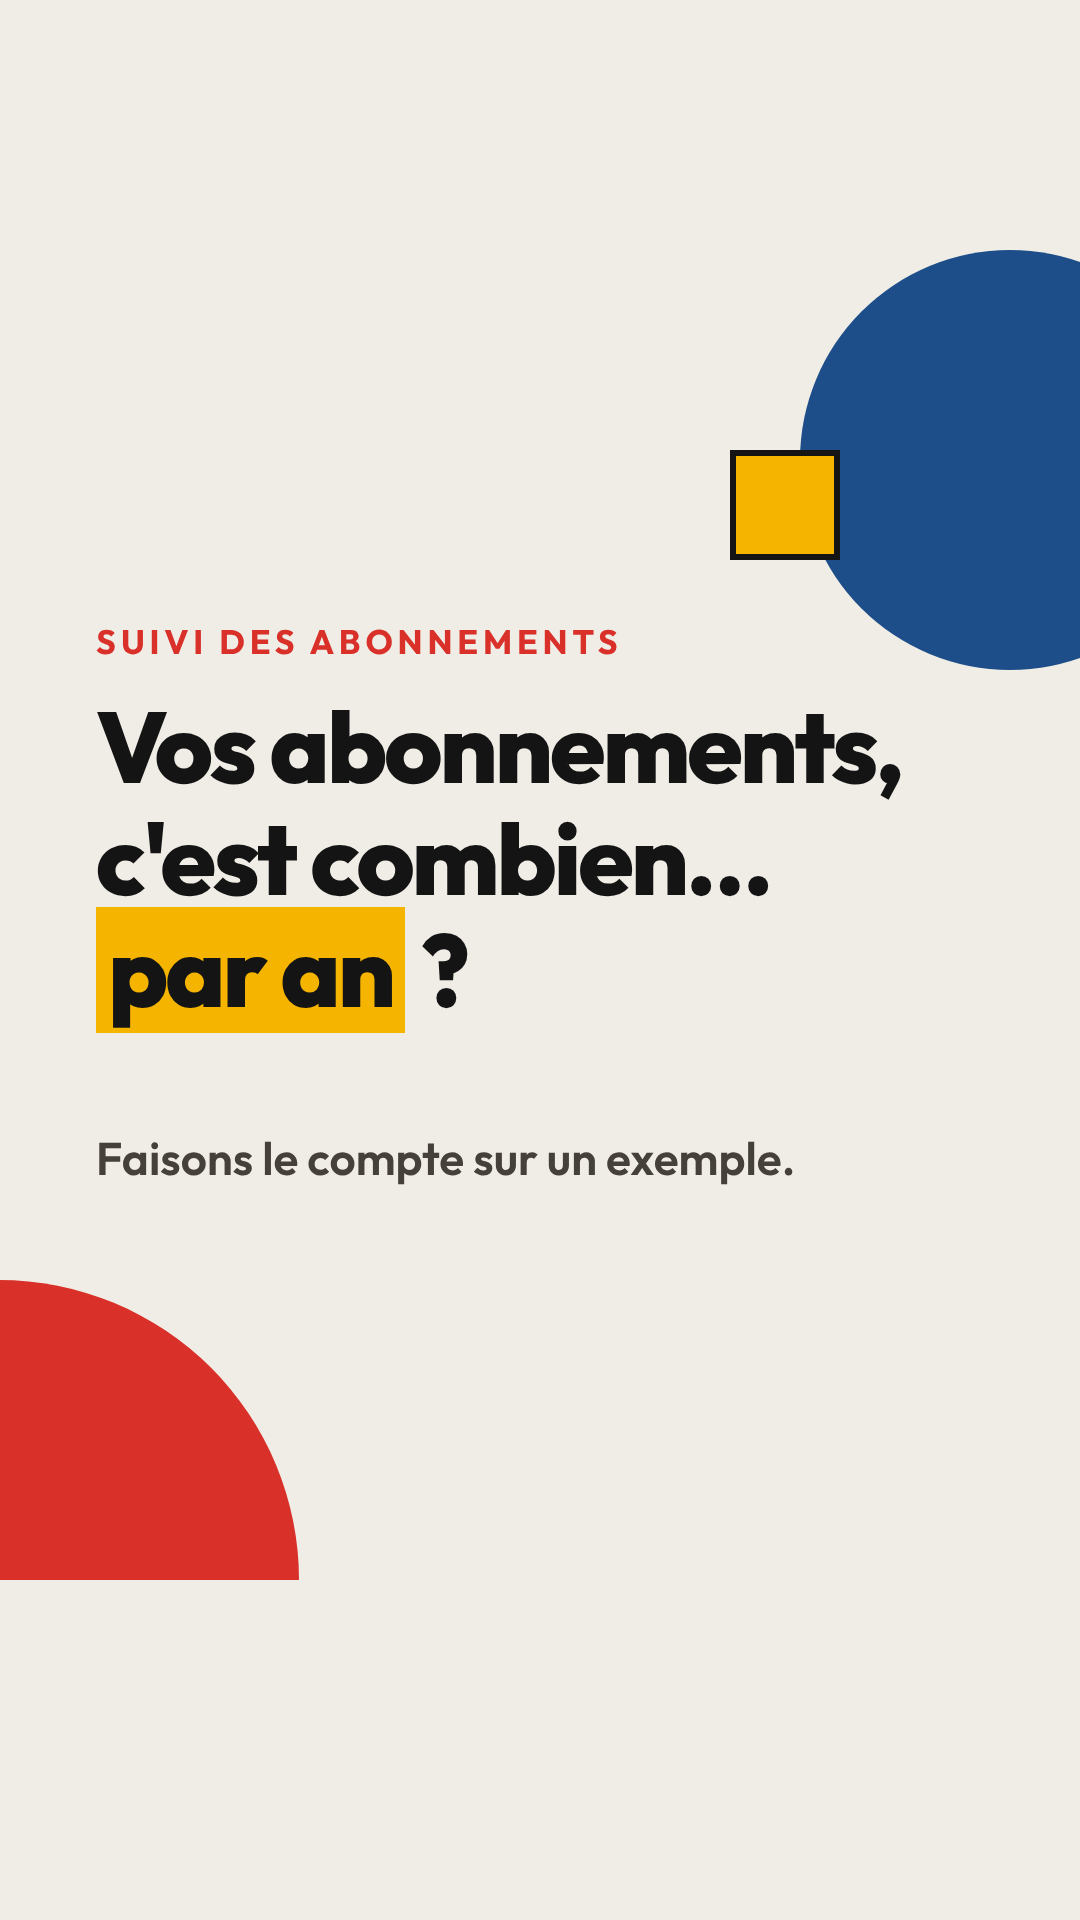 SUIVI DES ABONNEMENTS
Vos abonnements,
c'est combien...
par an ?
Faisons le compte sur un exemple.